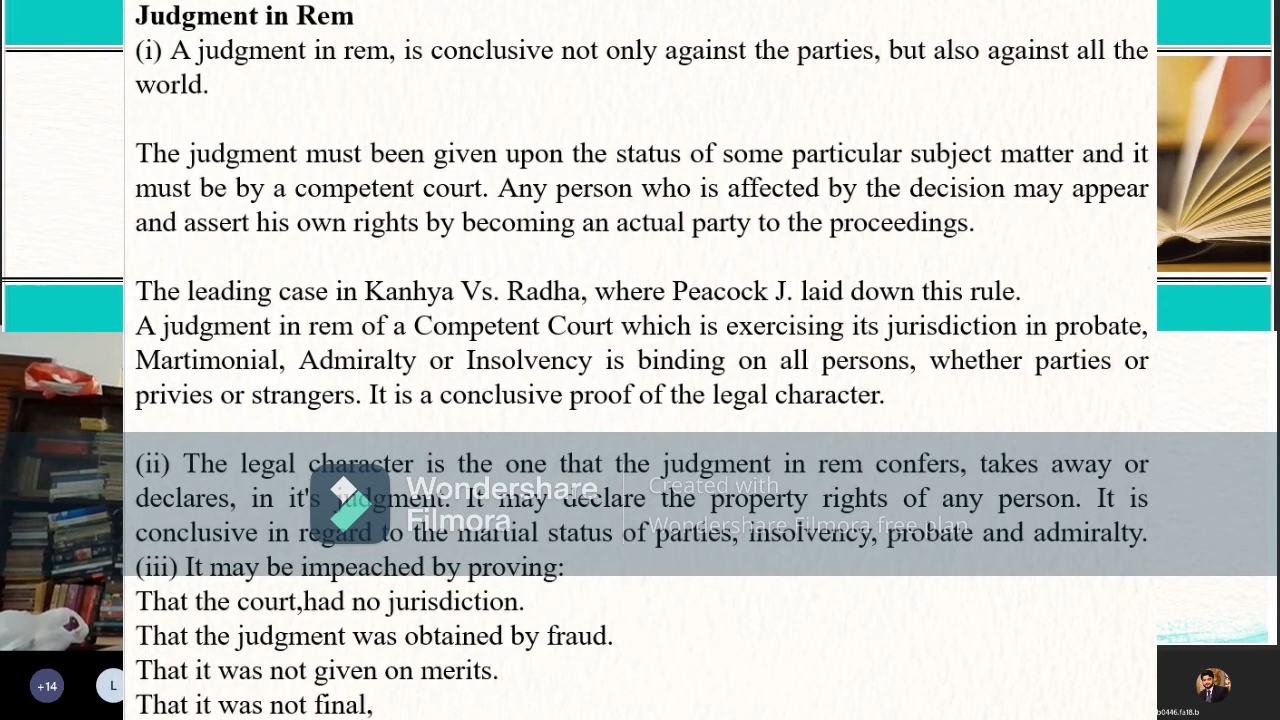 Judgment in Rem
(i) A judgment in rem, is conclusive not only against the parties, but also against all the
world.
The judgment must been given upon the status of some particular subject matter and it
must be by a competent court. Any person who is affected by the decision may appear
and assert his own rights by becoming an actual party to the proceedings.
The leading case in Kanhya Vs. Radha, where Peacock J. laid down this rule.
A judgment in rem of a Competent Court which is exercising its jurisdiction in probate,
Martimonial, Admiralty or Insolvency is binding on all persons, whether parties or
privies or strangers. It is a conclusive proof of the legal character.
(ii) The legal character is the one that the judgment in rem confers, takes away or
declares, in it's judgment. It may declare the property rights of any person. It is
conclusive in regard to the martial status of parties, insolvency, probate and admiralty.
(iii) It may be impeached by proving:
That the court,had no jurisdiction.
That the judgment was obtained by fraud.
That it was not given on merits.
That it was not final,
Wondershare
Filmora
Created with
Wondershare Filmora free plan
+14
L
b0446.fa18.b